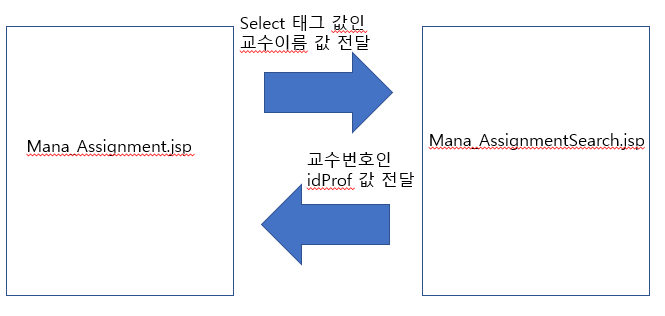 Select 태그 값인
교수이름 값 전달
Mana_Assignment.jsp
Mana_AssignmentSearch.jsp
교수번호인
idProf 값 전달